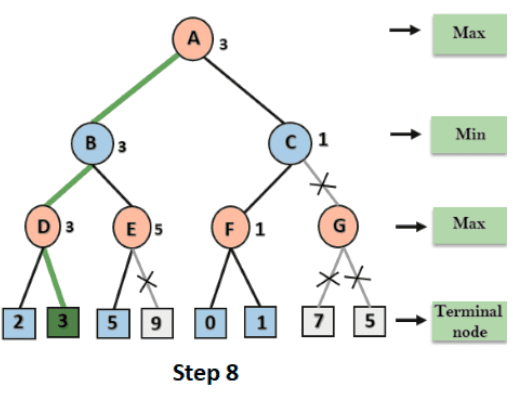 A 3 Max
B 3 C 1 Min
D 3 E 5 F 1 G Max
2 3 5 9 0 1 7 5 Terminal
node
Step 8